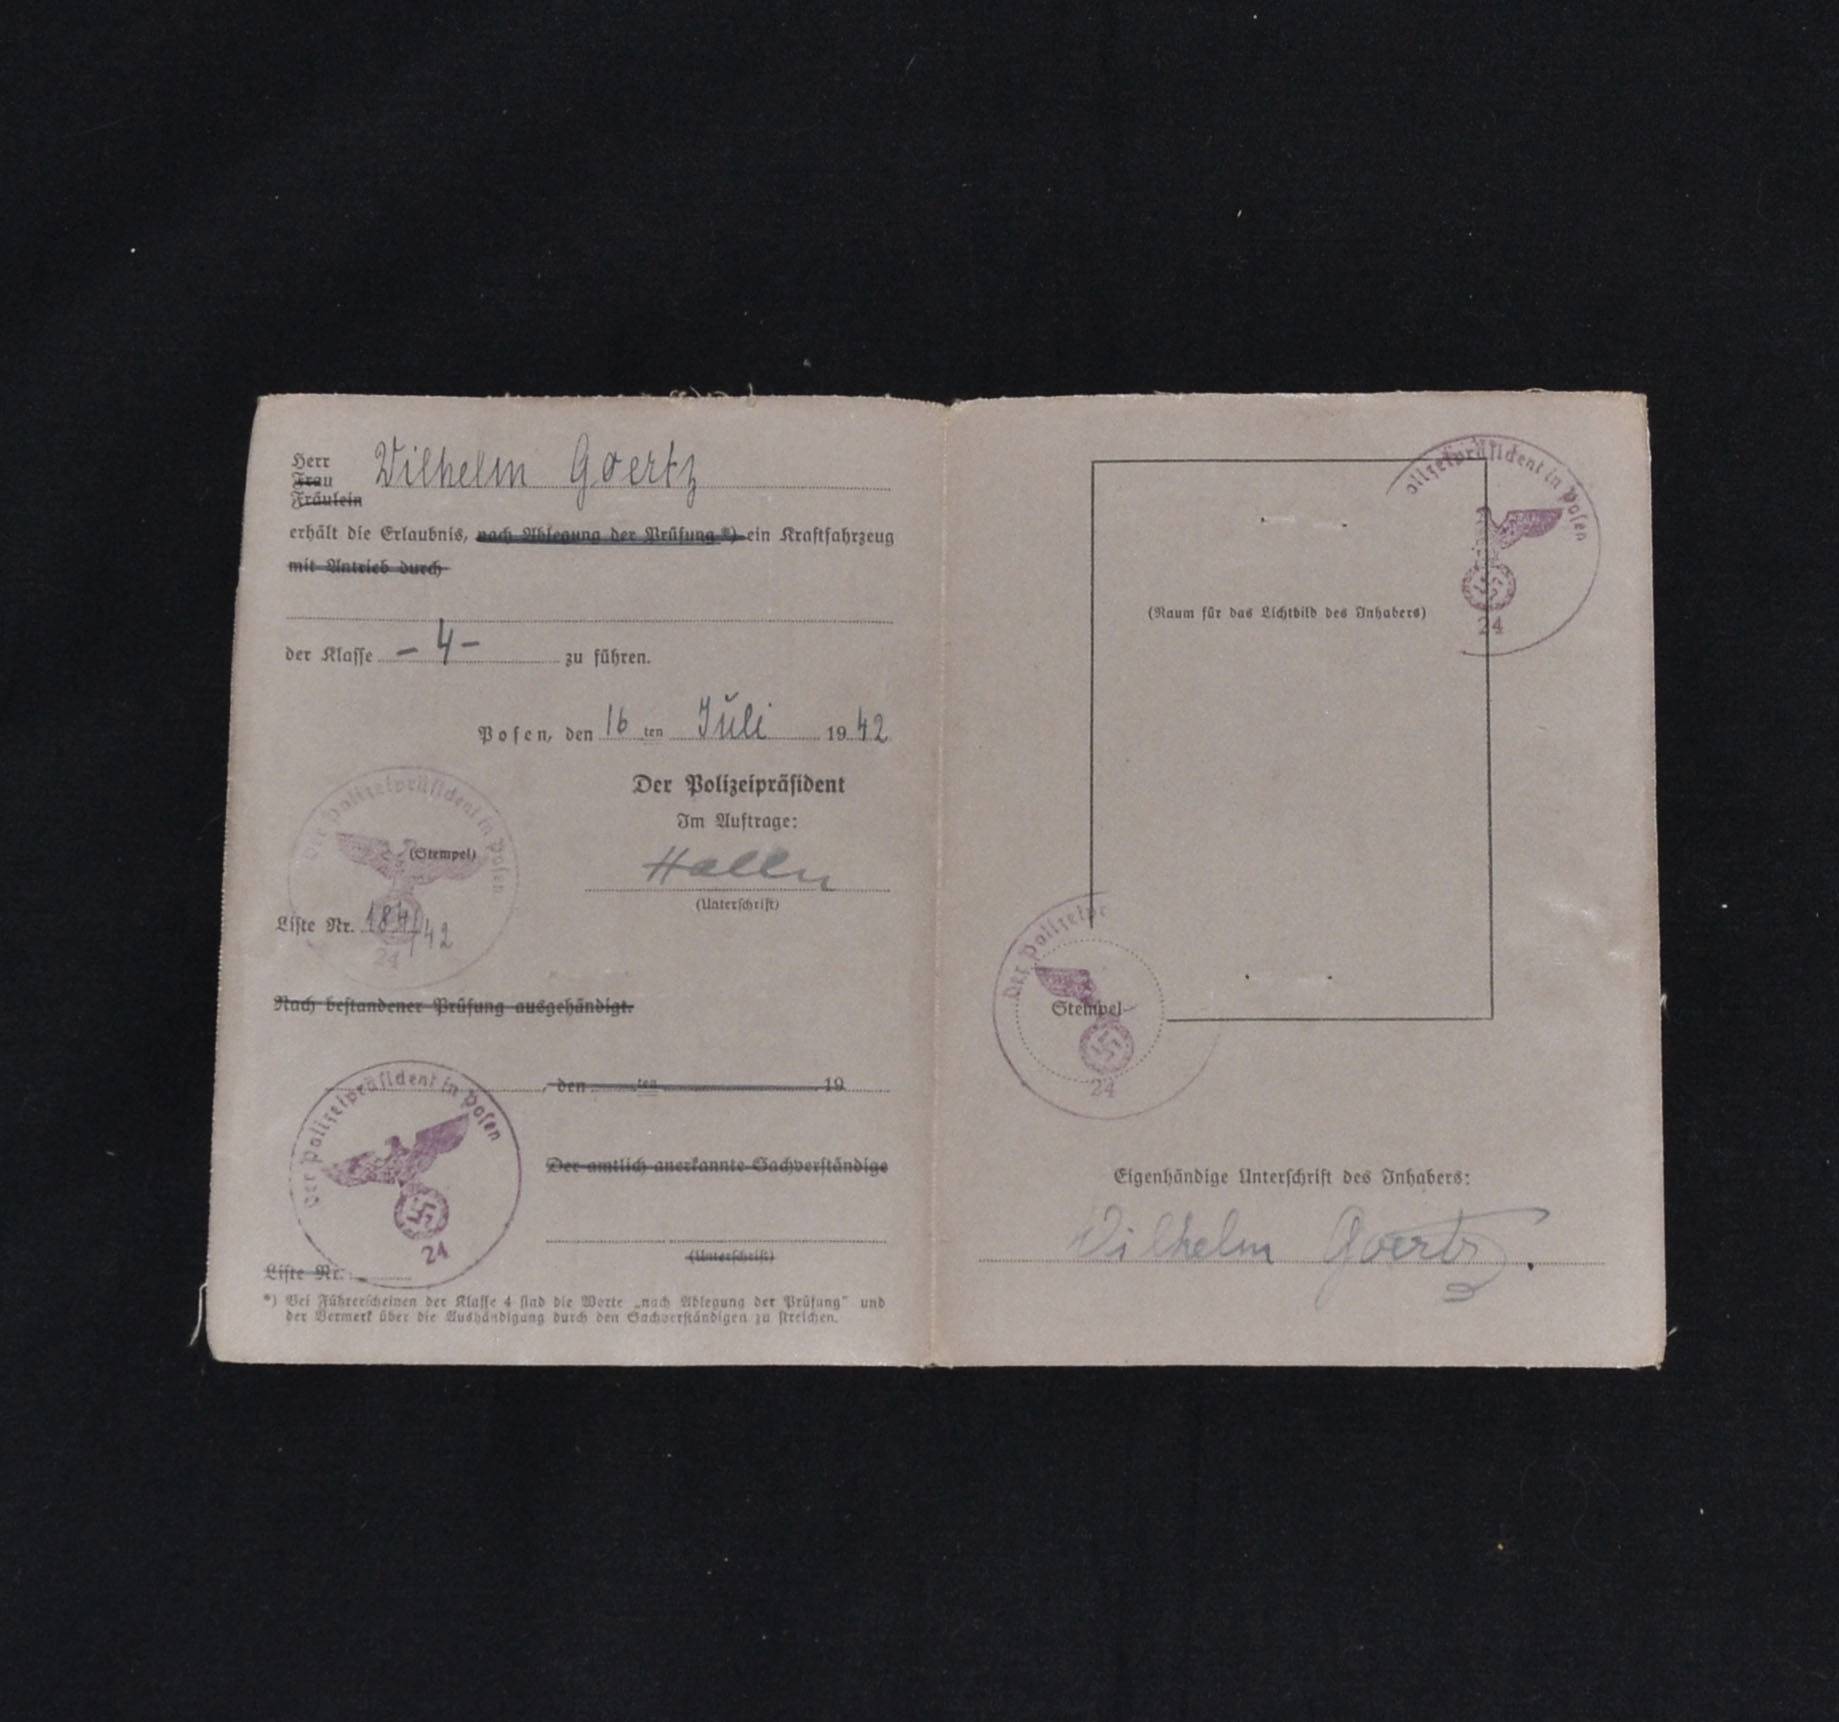 Herr
Frau
Fräulein
Wilhelm Goertz
erhält die Erlaubnis, nach Ablegung der Prüfung *) ein Kraftfahrzeug
mit Antrieb durch
der Klasse - 4 - zu führen.
Posen, den 16 ten Juli 1942
Der Polizeipräsident
Im Auftrage:
(Stempel)
Der Polizeipräsident in Posen
24
(Unterschrift)
Liste Nr. 184/42
Nach bestandener Prüfung ausgehändigt.
, den ten 19
Der Polizeipräsident in Posen
24
Der amtlich anerkannte Sachverständige
(Unterschrift)
Liste Nr.
*) Bei Führerscheinen der Klasse 4 sind die Worte „nach Ablegung der Prüfung" und
der Vermerk über die Aushändigung durch den Sachverständigen zu streichen.
olizeipräsident in Posen
24
(Raum für das Lichtbild des Inhabers)
Der Polizeipr
Stempel
24
Eigenhändige Unterschrift des Inhabers:
Wilhelm Goertz